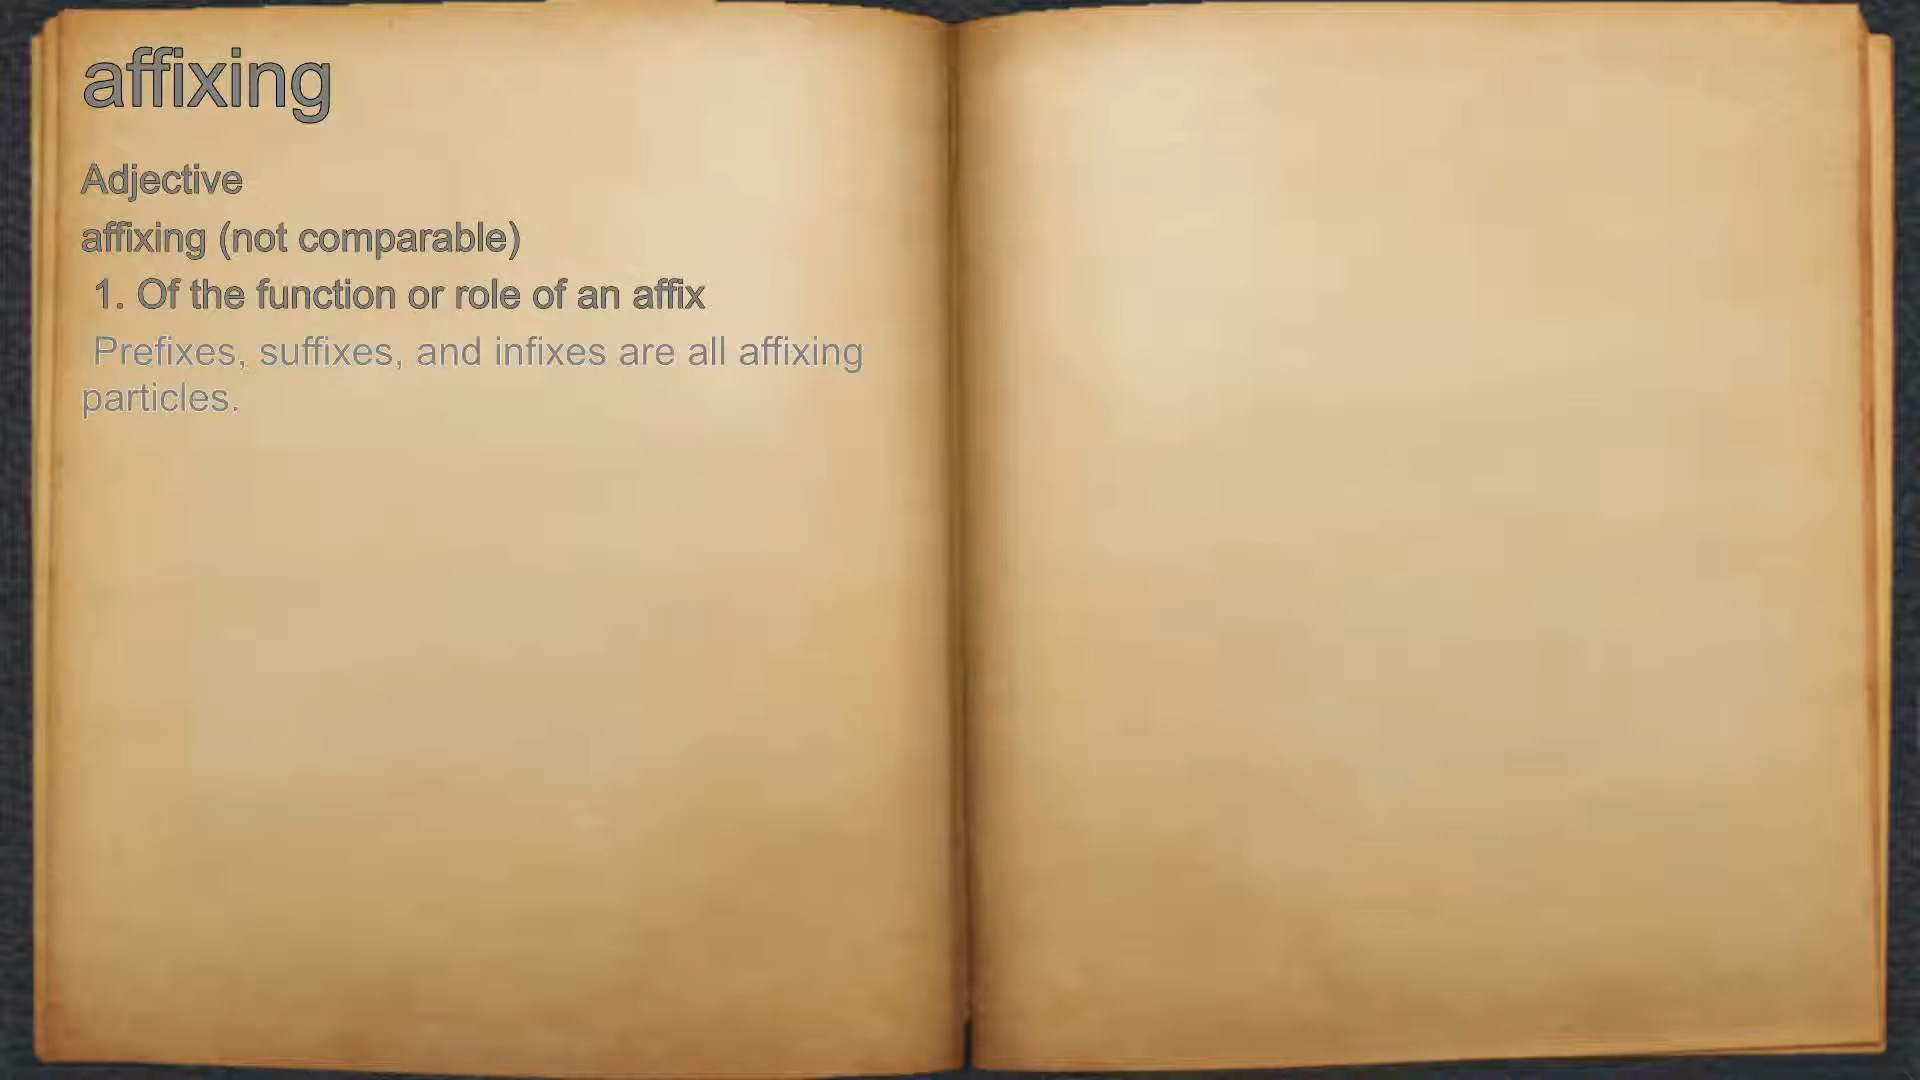 affixing
Adjective
affixing (not comparable)
1. Of the function or role of an affix
Prefixes, suffixes, and infixes are all affixing
particles.